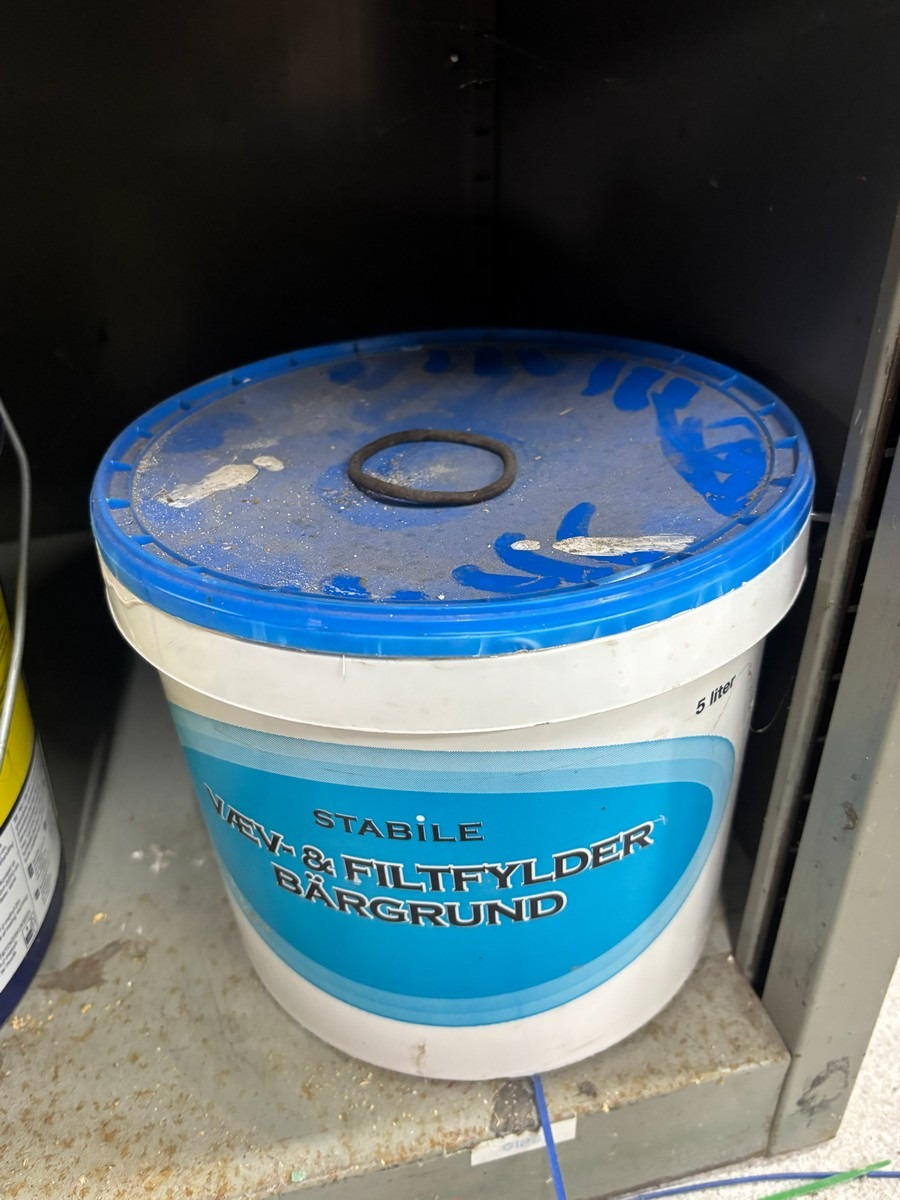 5 liter
STABiLE
VÆV- & FILTFYLDER
BÄRGRUND